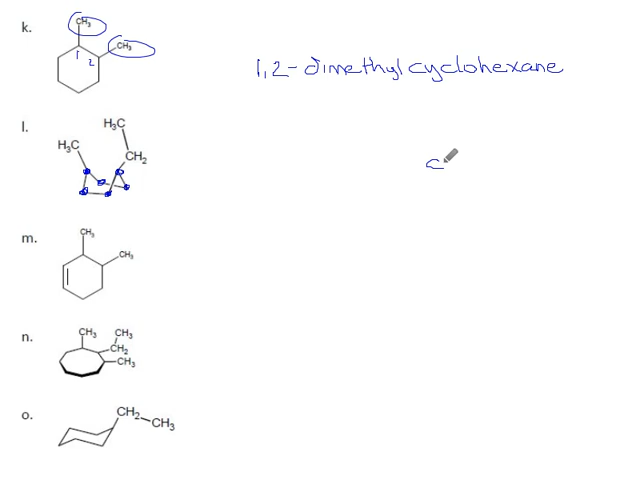 k.
CH₃
CH₃
1
2
1,2-dimethylcyclohexane
l.
H₃C
H₃C
CH₂
c
m.
CH₃
CH₃
n.
CH₃
CH₃
CH₂
CH₃
o.
CH₂
CH₃